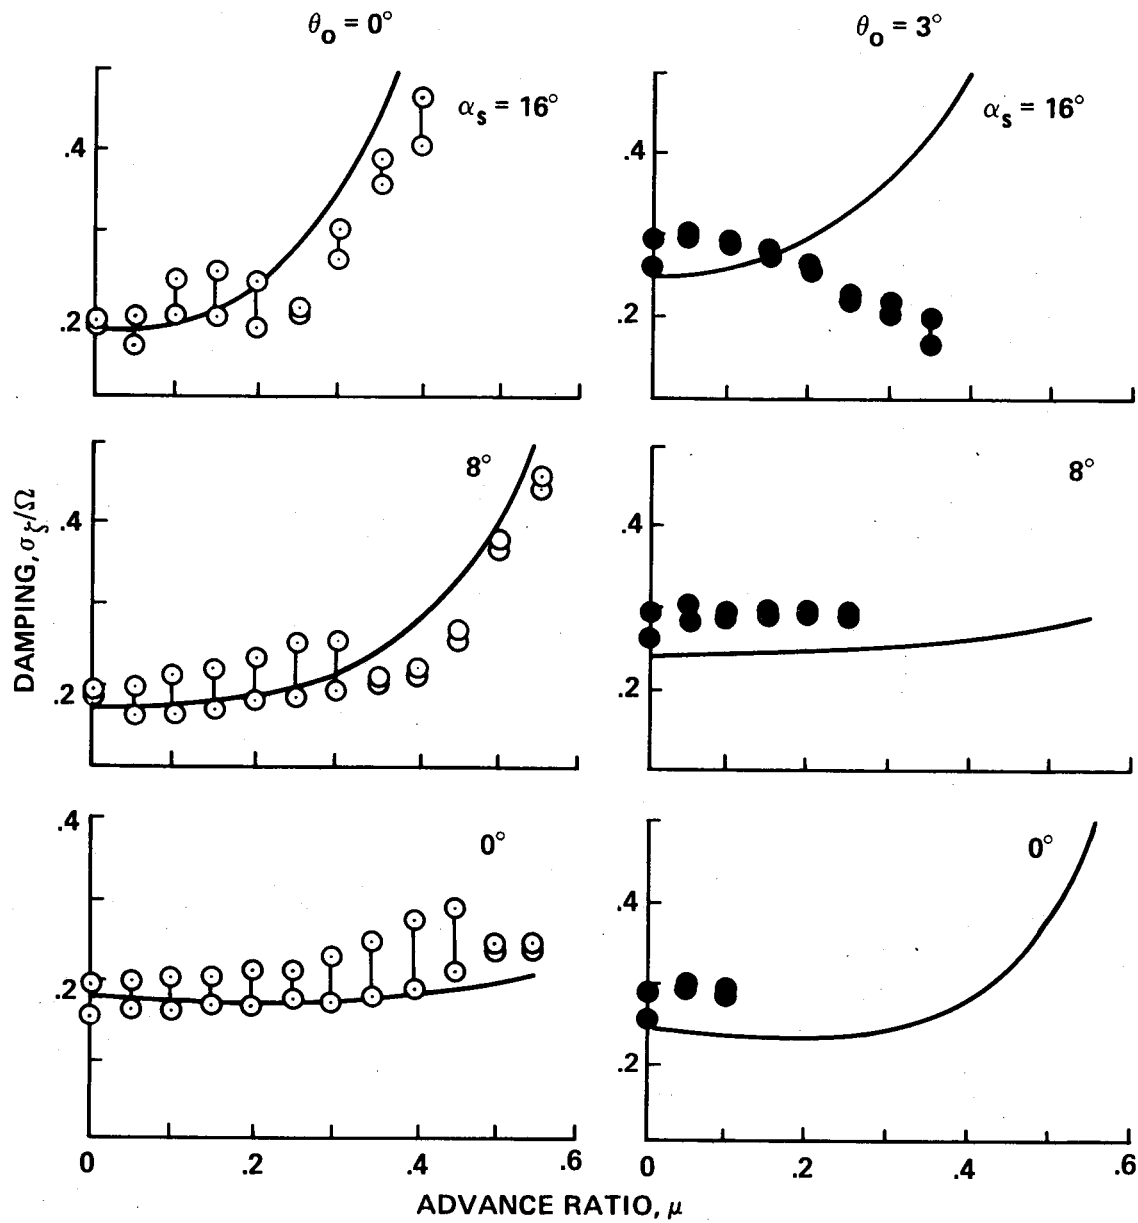 θo = 0° θo = 3°
αs = 16° αs = 16°
.4 .4
.2 .2
8° 8°
.4 .4
.2 .2
DAMPING, σζ/Ω
0° 0°
.4 .4
.2 .2
0 .2 .4 .6 0 .2 .4 .6
ADVANCE RATIO, μ